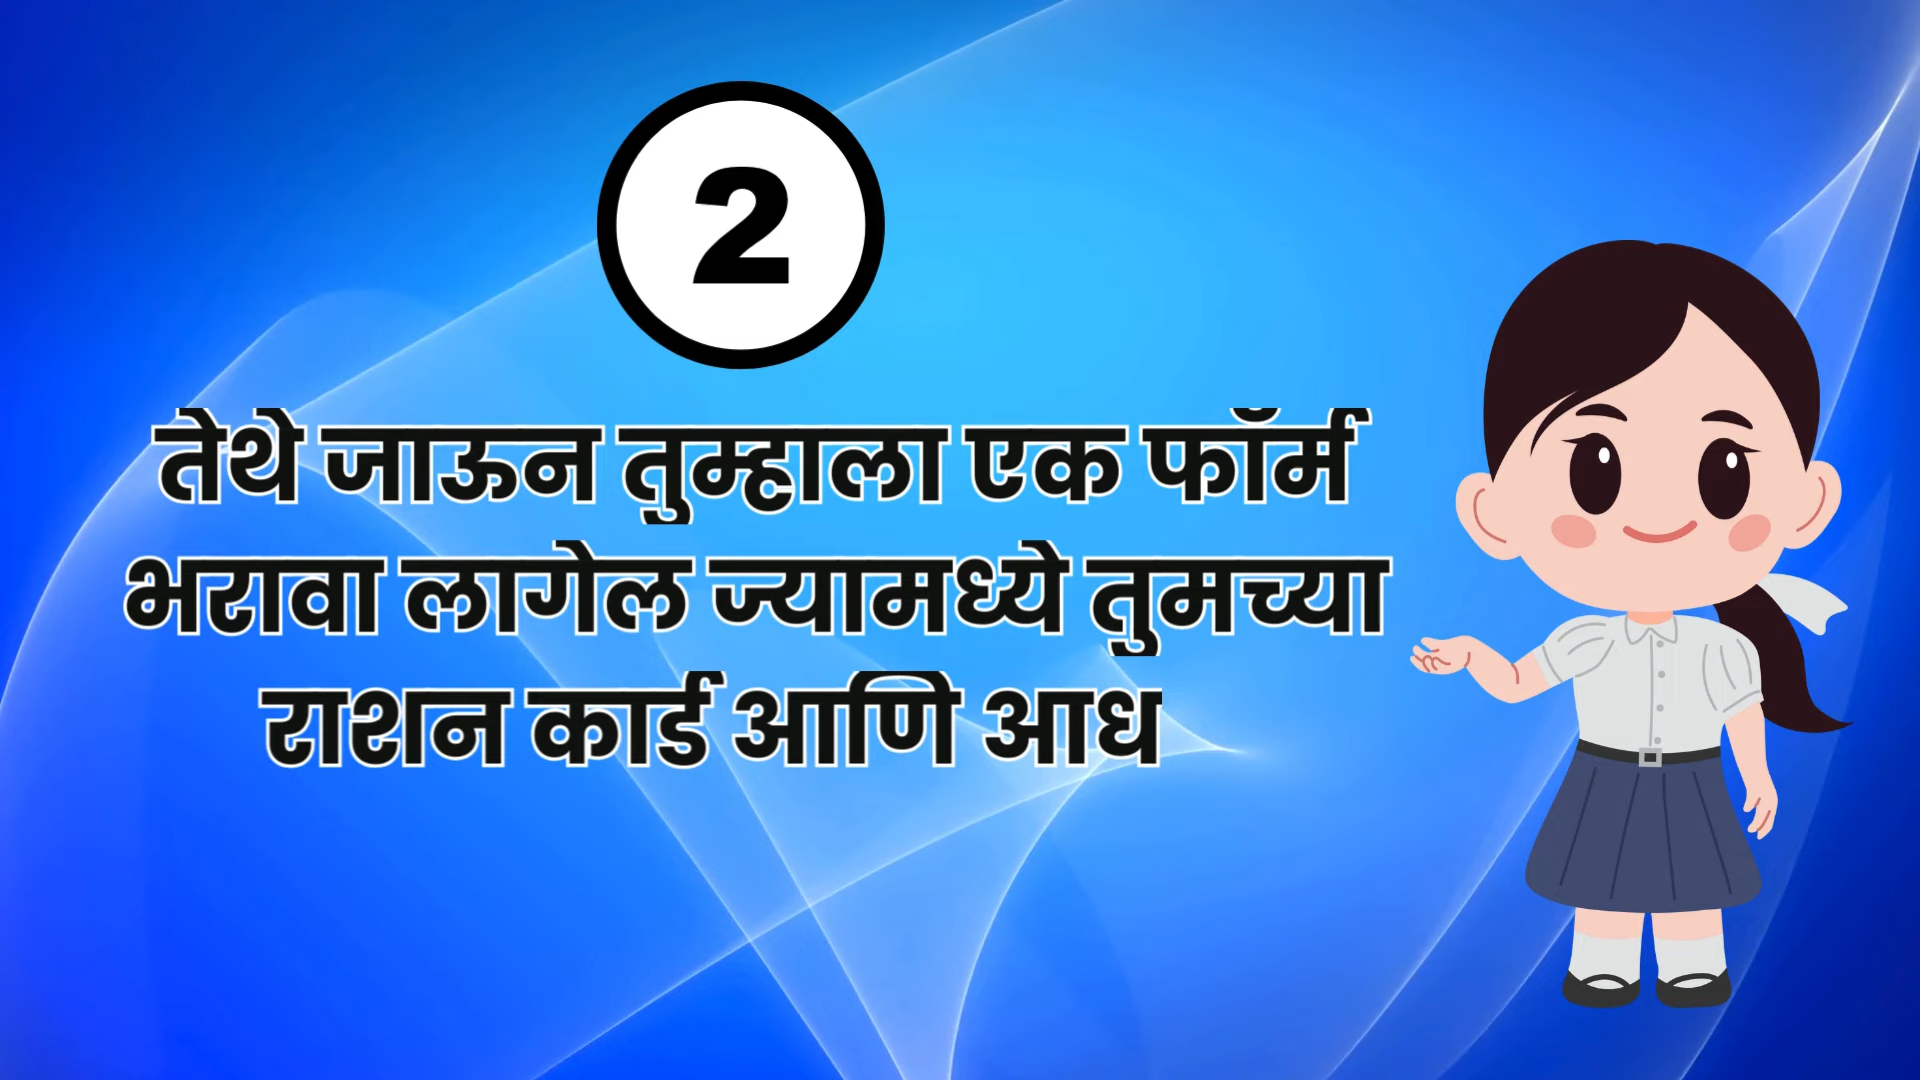 2
तेथे जाऊन तुम्हाला एक फॉर्म
भरावा लागेल ज्यामध्ये तुमच्या
राशन कार्ड आणि आध